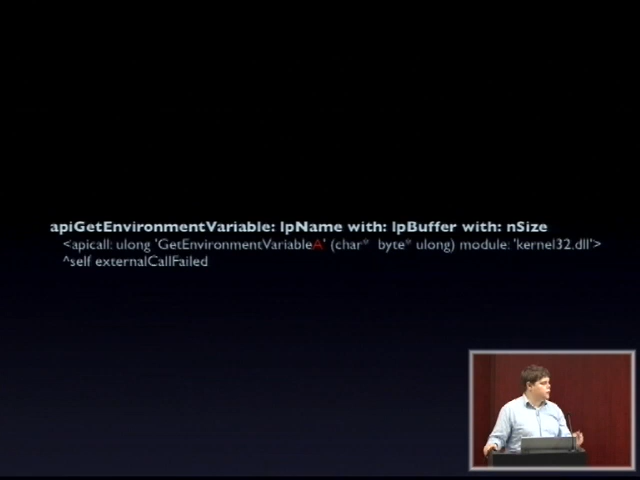 apiGetEnvironmentVariable: lpName with: lpBuffer with: nSize
<apicall: ulong 'GetEnvironmentVariableA' (char* byte* ulong) module: 'kernel32.dll'>
^self externalCallFailed